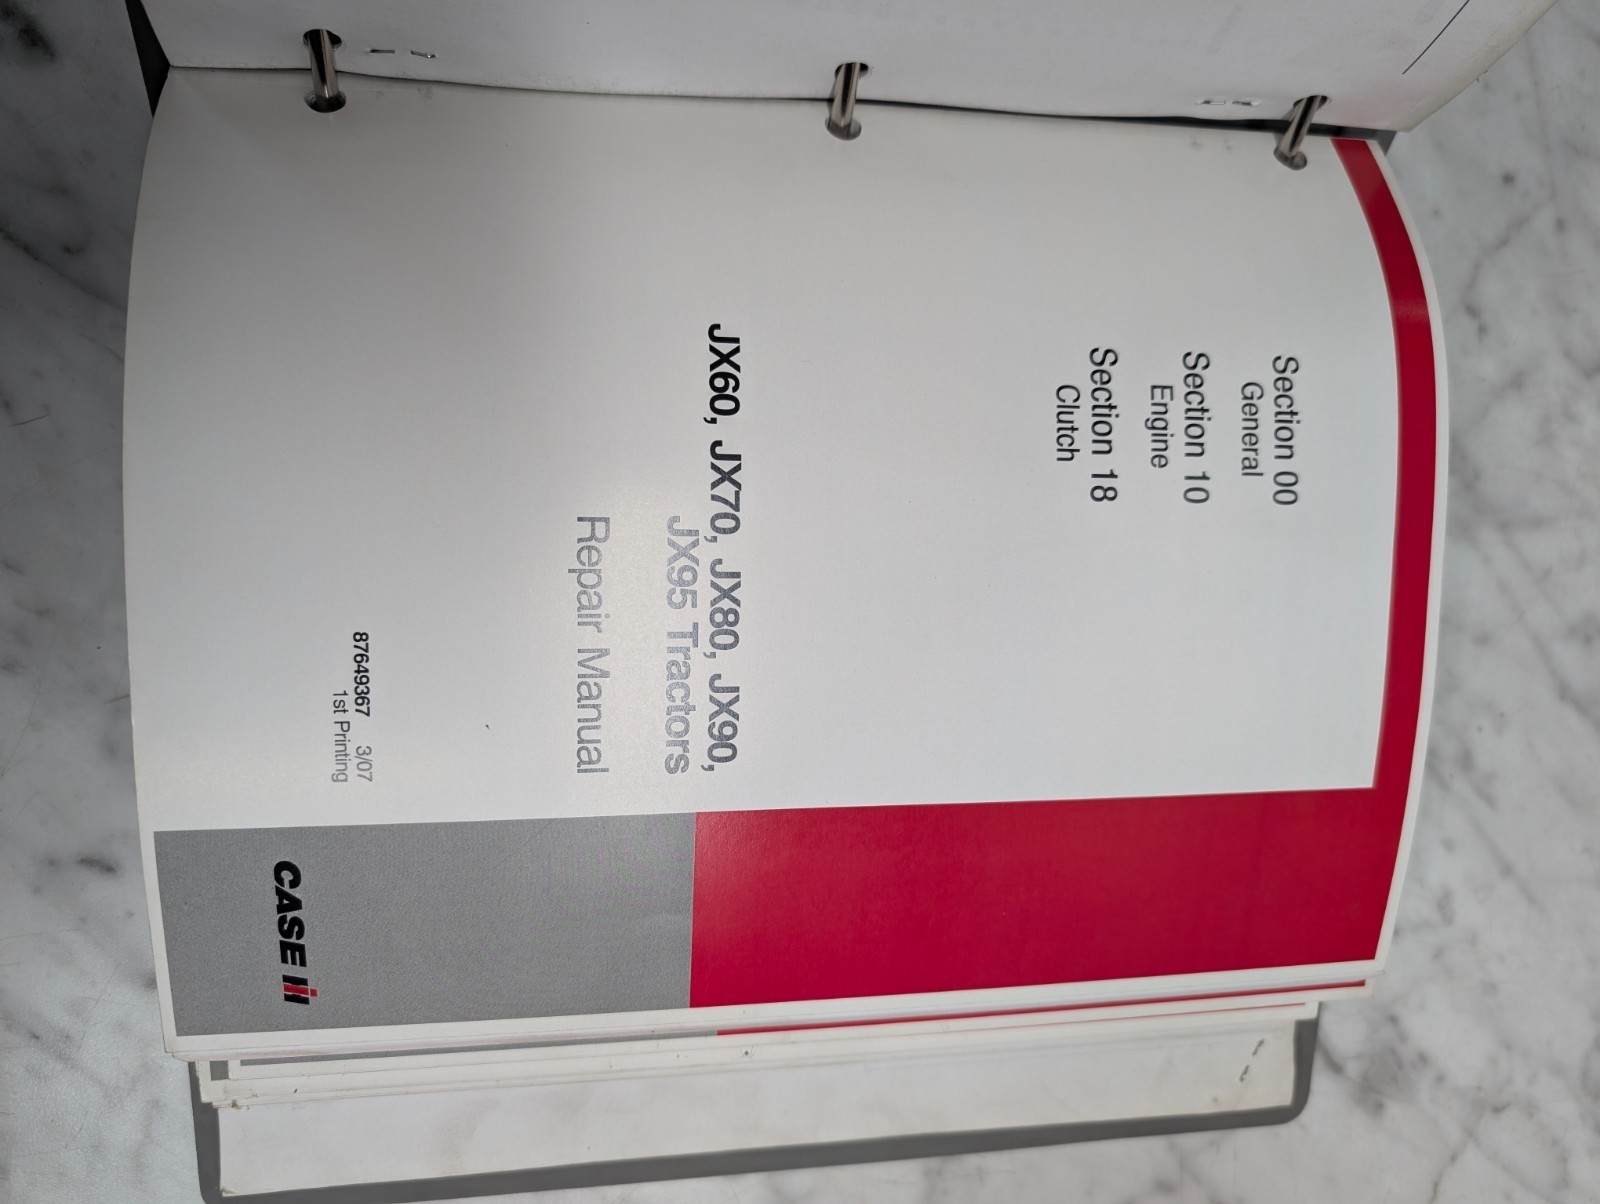 Section 00
General
Section 10
Engine
Section 18
Clutch
JX60, JX70, JX80, JX90,
JX95 Tractors
Repair Manual
87649367 3/07
1st Printing
CASE IH